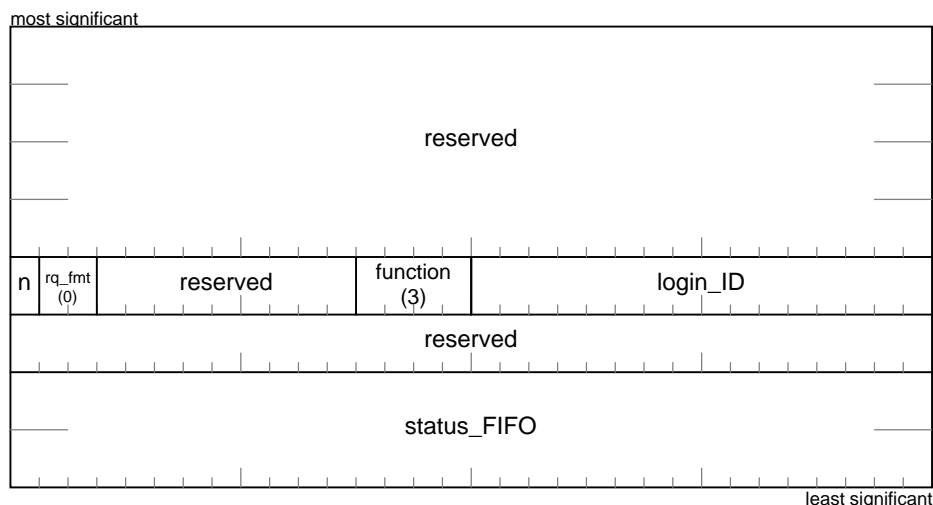 most significant
reserved
n rq_fmt (0) reserved function (3) login_ID
reserved
status_FIFO
least significant